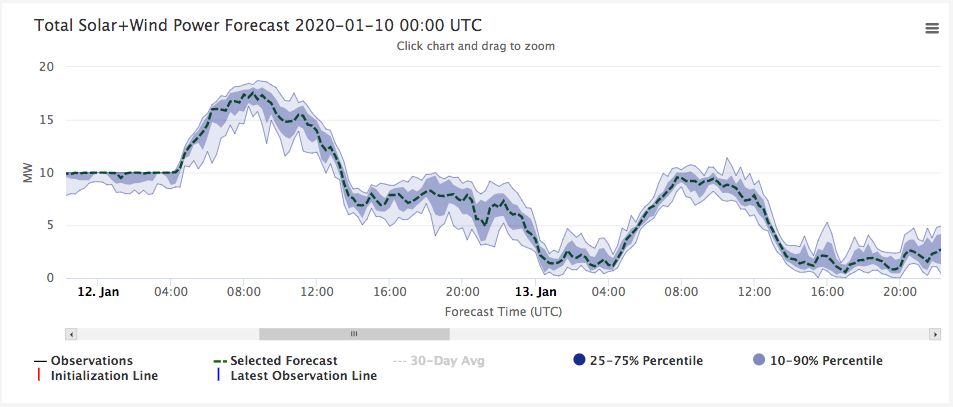 Total Solar+Wind Power Forecast 2020-01-10 00:00 UTC
Click chart and drag to zoom
20
15
10
5
0
MW
12. Jan 04:00 08:00 12:00 16:00 20:00 13. Jan 04:00 08:00 12:00 16:00 20:00
Forecast Time (UTC)
Observations Selected Forecast 30-Day Avg 25-75% Percentile 10-90% Percentile
Initialization Line Latest Observation Line